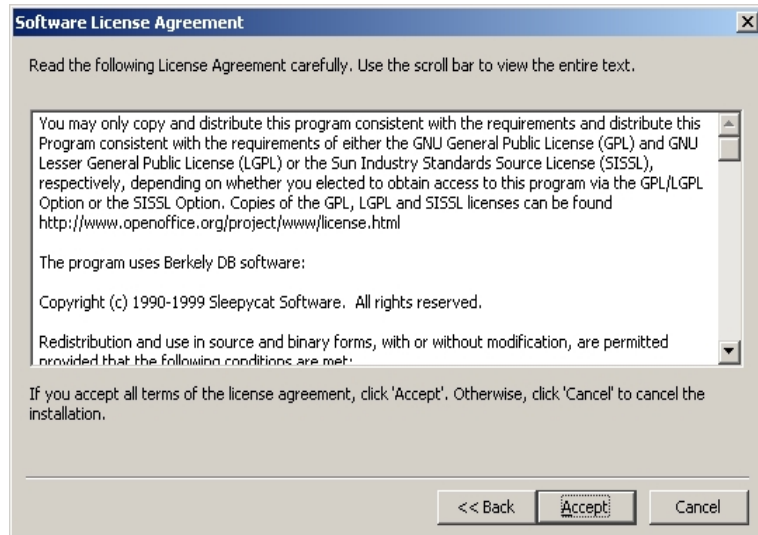 Software License Agreement
Read the following License Agreement carefully. Use the scroll bar to view the entire text.
You may only copy and distribute this program consistent with the requirements and distribute this
Program consistent with the requirements of either the GNU General Public License (GPL) and GNU
Lesser General Public License (LGPL) or the Sun Industry Standards Source License (SISSL),
respectively, depending on whether you elected to obtain access to this program via the GPL/LGPL
Option or the SISSL Option. Copies of the GPL, LGPL and SISSL licenses can be found
http://www.openoffice.org/project/www/license.html
The program uses Berkely DB software:
Copyright (c) 1990-1999 Sleepycat Software.  All rights reserved.
Redistribution and use in source and binary forms, with or without modification, are permitted
provided that the following conditions are met:
If you accept all terms of the license agreement, click 'Accept'. Otherwise, click 'Cancel' to cancel the
installation.
<< Back Accept Cancel